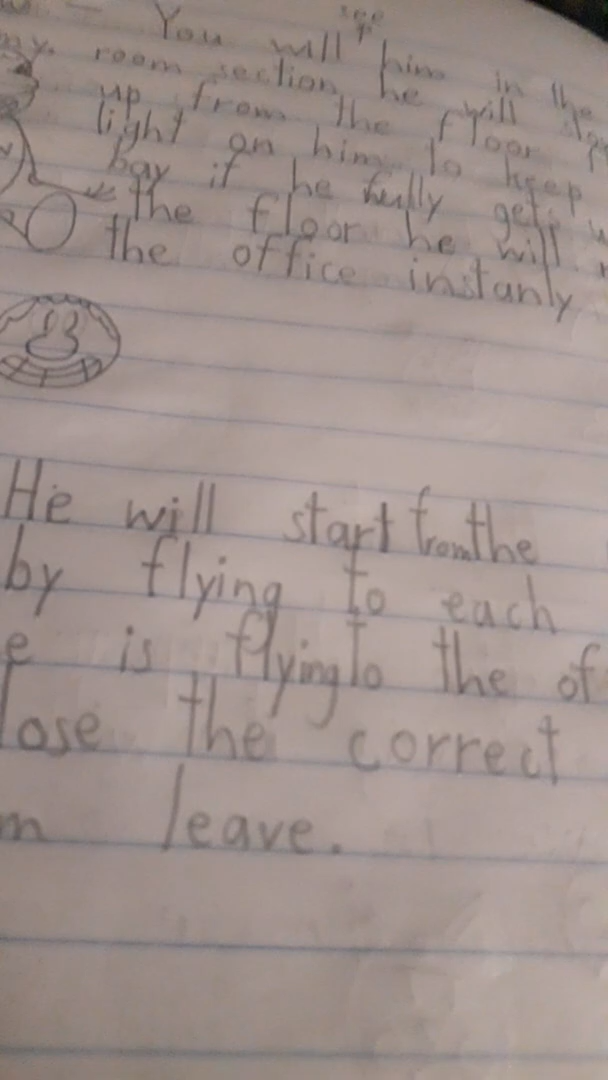 You will see him in the
room section he will
up from the floor
light on him to keep
bay if he fully gets
the floor he will
the office instanly
He will start from the
by flying to each
e is flying to the of
lose the correct
m leave.